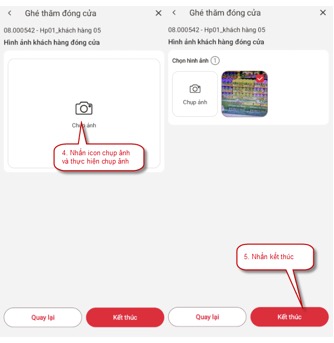 Ghé thăm đóng cửa
08.000542 - Hp01_khách hàng 05
Hình ảnh khách hàng đóng cửa
Chụp ảnh
4. Nhấn icon chụp ảnh
và thực hiện chụp ảnh
Quay lại
Kết thúc
Ghé thăm đóng cửa
08.000542 - Hp01_khách hàng 05
Hình ảnh khách hàng đóng cửa
Chọn hình ảnh 1
Chụp ảnh
5. Nhấn kết thúc
Quay lại
Kết thúc